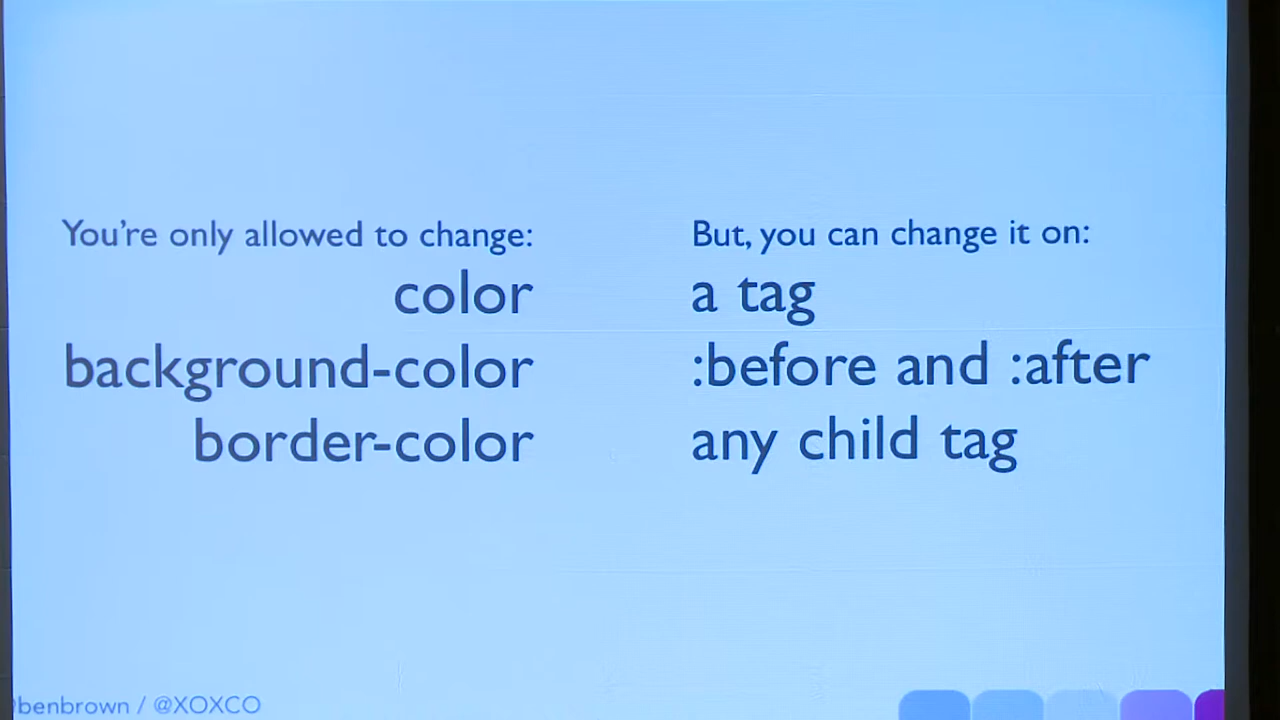 You're only allowed to change:
color
background-color
border-color
But, you can change it on:
a tag
:before and :after
any child tag
@benbrown / @XOXCO